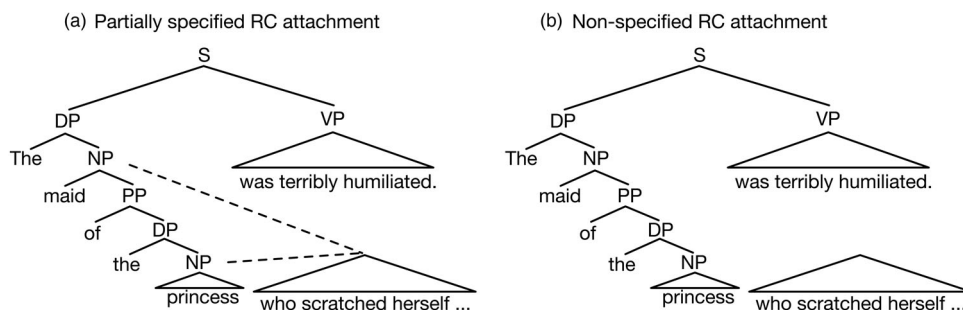 (a) Partially specified RC attachment
S
DP VP
The NP
was terribly humiliated.
maid PP
of DP
the NP
princess
who scratched herself ...
(b) Non-specified RC attachment
S
DP VP
The NP
was terribly humiliated.
maid PP
of DP
the NP
princess
who scratched herself ...